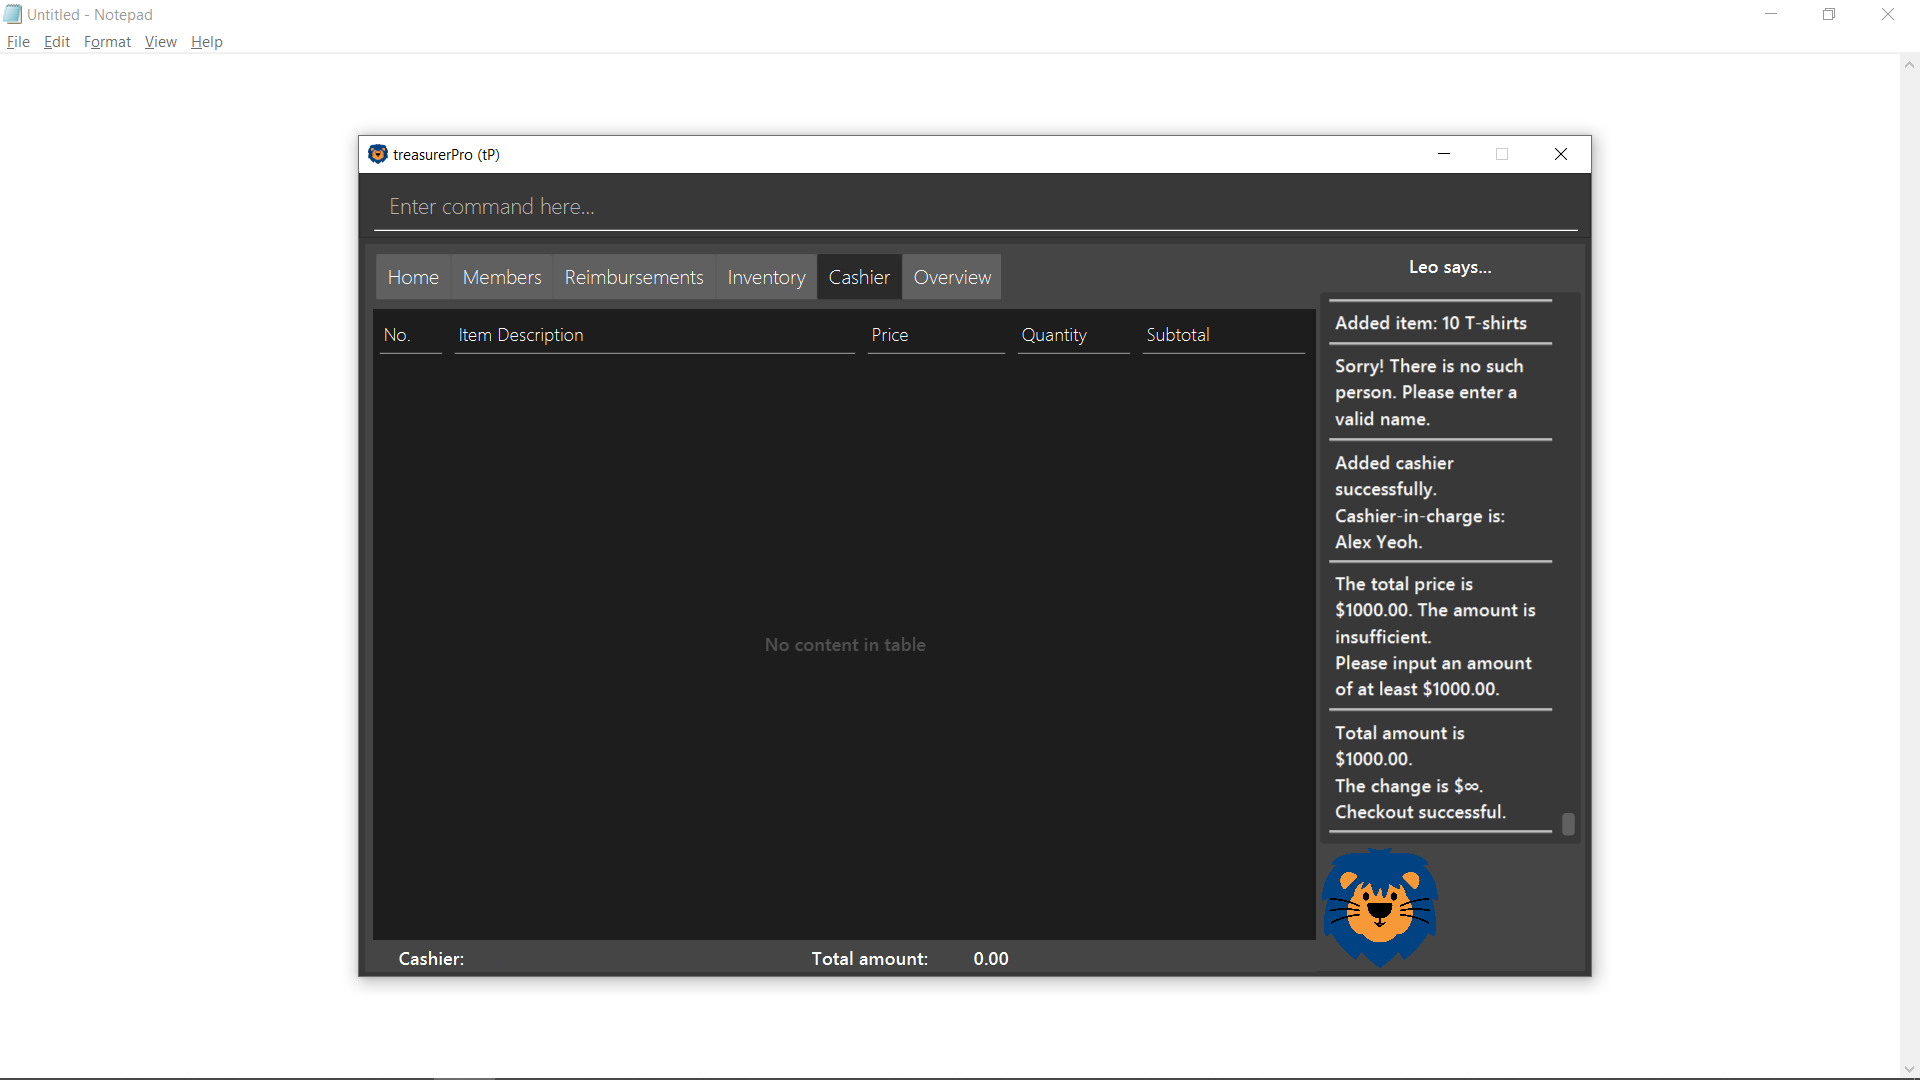 Untitled - Notepad
File Edit Format View Help
treasurerPro (tP)
Enter command here...
Home Members Reimbursements Inventory Cashier Overview
No. Item Description Price Quantity Subtotal
No content in table
Cashier: Total amount: 0.00
Leo says...
Added item: 10 T-shirts
Sorry! There is no such
person. Please enter a
valid name.
Added cashier
successfully.
Cashier-in-charge is:
Alex Yeoh.
The total price is
$1000.00. The amount is
insufficient.
Please input an amount
of at least $1000.00.
Total amount is
$1000.00.
The change is $∞.
Checkout successful.